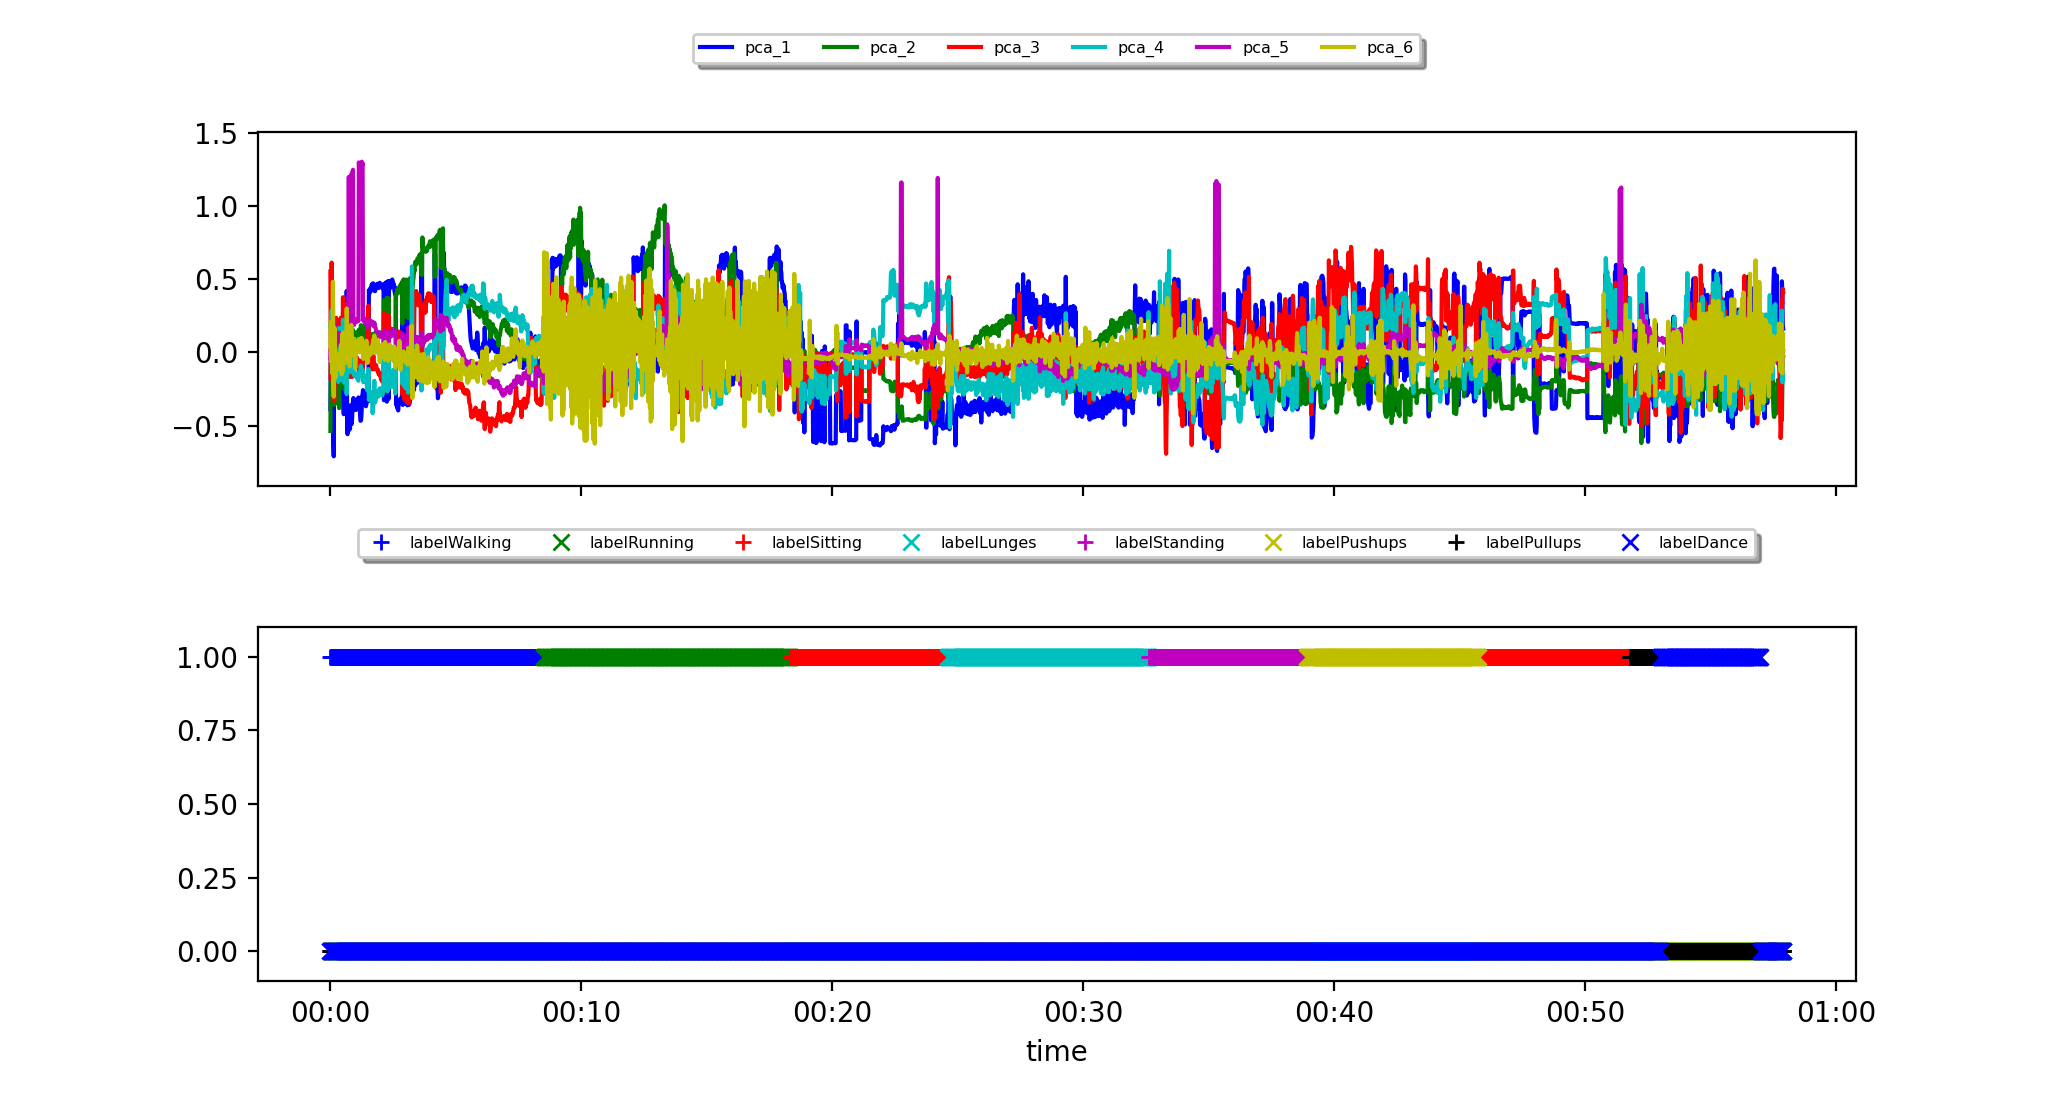 pca_1 pca_2 pca_3 pca_4 pca_5 pca_6
1.5
1.0
0.5
0.0
−0.5
labelWalking labelRunning labelSitting labelLunges labelStanding labelPushups labelPullups labelDance
1.00
0.75
0.50
0.25
0.00
00:00 00:10 00:20 00:30 00:40 00:50 01:00
time